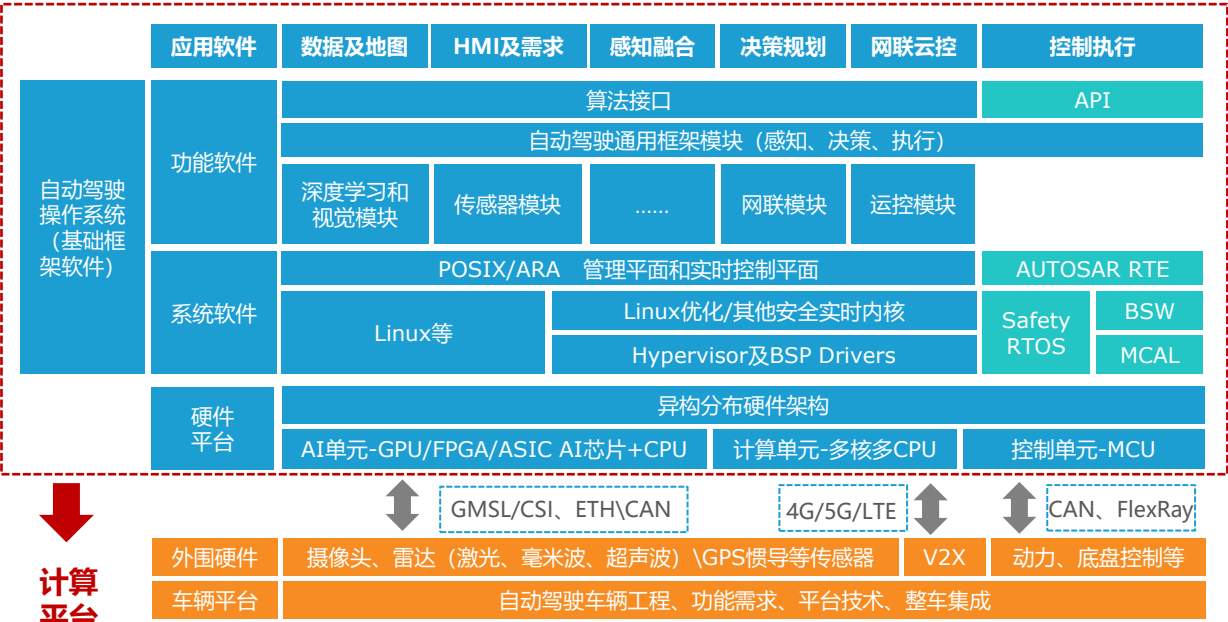 应用软件
数据及地图
HMI及需求
感知融合
决策规划
网联云控
控制执行
自动驾驶
操作系统
（基础框
架软件）
功能软件
算法接口
API
自动驾驶通用框架模块（感知、决策、执行）
深度学习和
视觉模块
传感器模块
……
网联模块
运控模块
系统软件
POSIX/ARA 管理平面和实时控制平面
AUTOSAR RTE
Linux等
Linux优化/其他安全实时内核
Hypervisor及BSP Drivers
Safety
RTOS
BSW
MCAL
硬件
平台
异构分布硬件架构
AI单元-GPU/FPGA/ASIC AI芯片+CPU
计算单元-多核多CPU
控制单元-MCU
GMSL/CSI、ETH\CAN
4G/5G/LTE
CAN、FlexRay
计算
平台
外围硬件
摄像头、雷达（激光、毫米波、超声波）\GPS惯导等传感器
V2X
动力、底盘控制等
车辆平台
自动驾驶车辆工程、功能需求、平台技术、整车集成